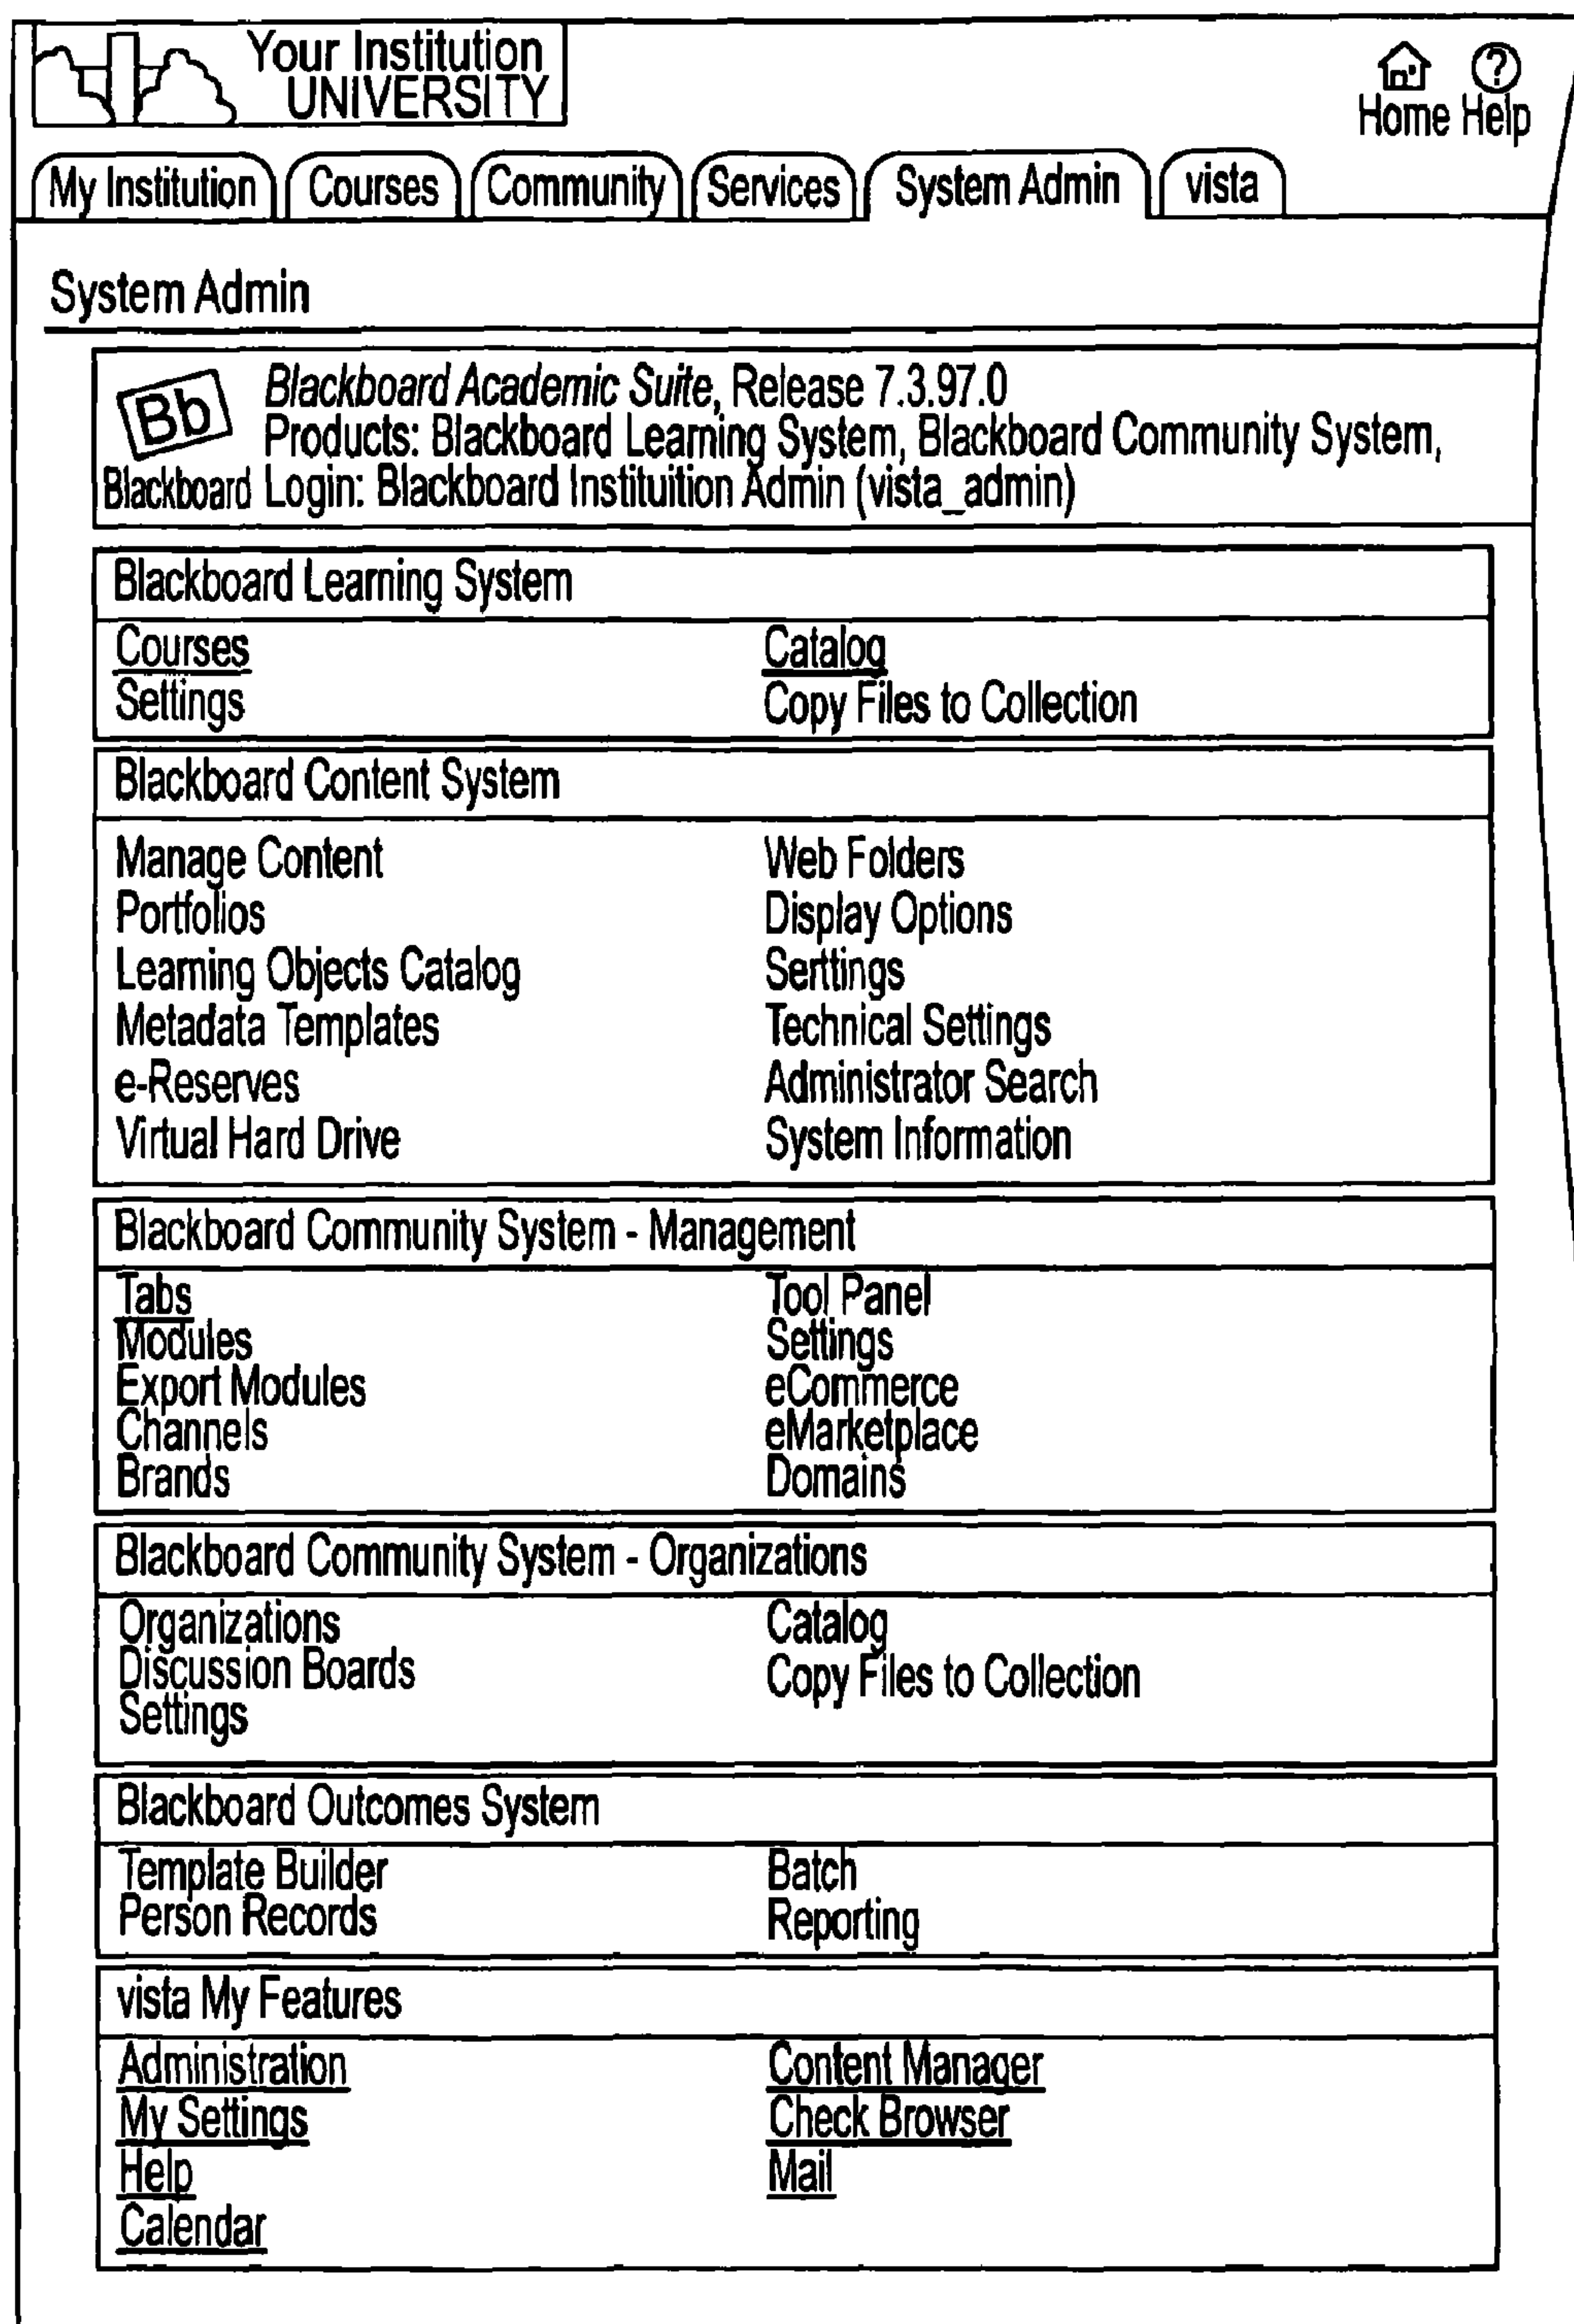 Your Institution
UNIVERSITY
Home Help
My Institution Courses Community Services System Admin vista
System Admin
Bb
Blackboard Academic Suite, Release 7.3.97.0
Products: Blackboard Learning System, Blackboard Community System,
Blackboard Login: Blackboard Instituition Admin (vista_admin)
Blackboard Learning System
Courses Catalog
Settings Copy Files to Collection
Blackboard Content System
Manage Content Web Folders
Portfolios Display Options
Learning Objects Catalog Serttings
Metadata Templates Technical Settings
e-Reserves Administrator Search
Virtual Hard Drive System Information
Blackboard Community System - Management
Tabs Tool Panel
Modules Settings
Export Modules eCommerce
Channels eMarketplace
Brands Domains
Blackboard Community System - Organizations
Organizations Catalog
Discussion Boards Copy Files to Collection
Settings
Blackboard Outcomes System
Template Builder Batch
Person Records Reporting
vista My Features
Administration Content Manager
My Settings Check Browser
Help Mail
Calendar